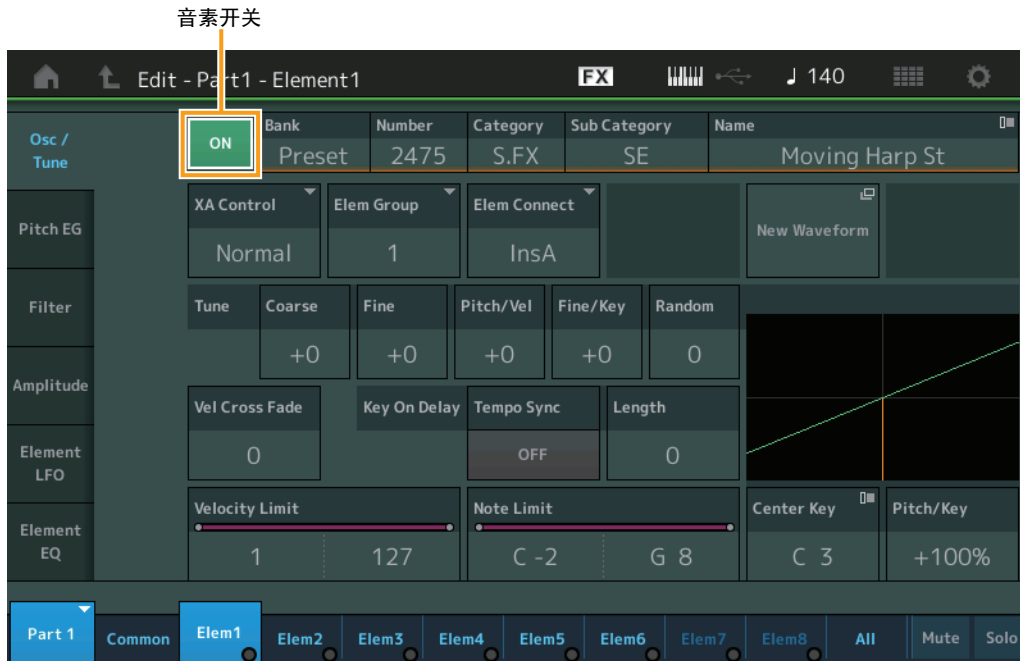 音素开关
Edit - Part1 - Element1 FX ♩ 140
Osc / Tune
ON
Bank Number Category Sub Category Name
Preset 2475 S.FX SE Moving Harp St
Pitch EG
XA Control Elem Group Elem Connect
Normal 1 InsA
New Waveform
Filter
Tune Coarse Fine Pitch/Vel Fine/Key Random
+0 +0 +0 +0 0
Amplitude
Vel Cross Fade Key On Delay Tempo Sync Length
0 OFF 0
Element LFO
Velocity Limit Note Limit Center Key Pitch/Key
1 127 C -2 G 8 C 3 +100%
Element EQ
Part 1 Common Elem1 Elem2 Elem3 Elem4 Elem5 Elem6 Elem7 Elem8 All Mute Solo